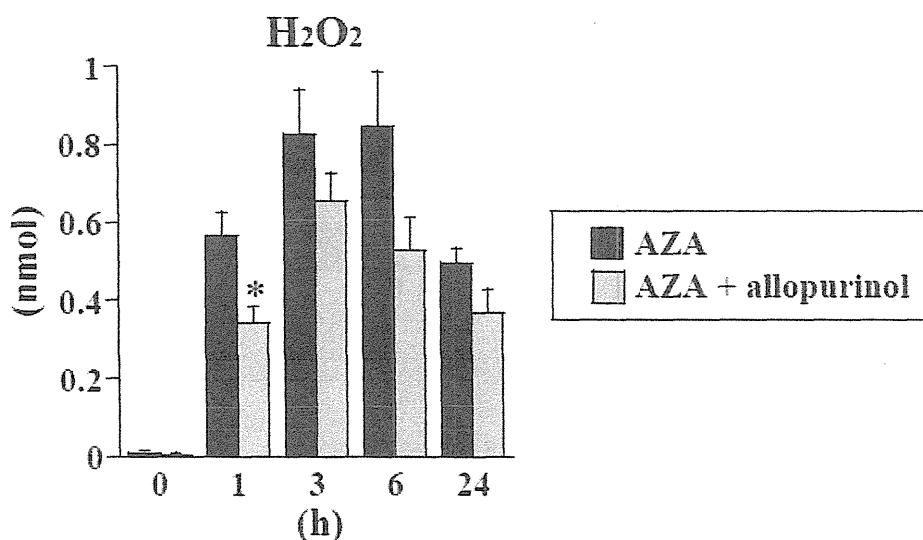 H₂O₂
1
0.8
0.6
0.4
0.2
0
(nmol)
*
0 1 3 6 24
(h)
AZA
AZA + allopurinol